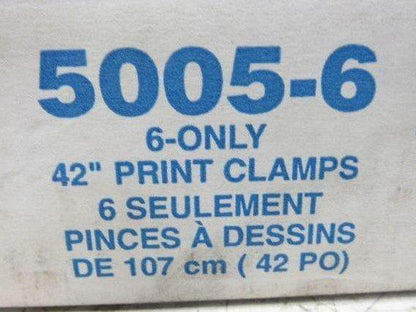 5005-6
6-ONLY
42" PRINT CLAMPS
6 SEULEMENT
PINCES À DESSINS
DE 107 cm ( 42 PO)